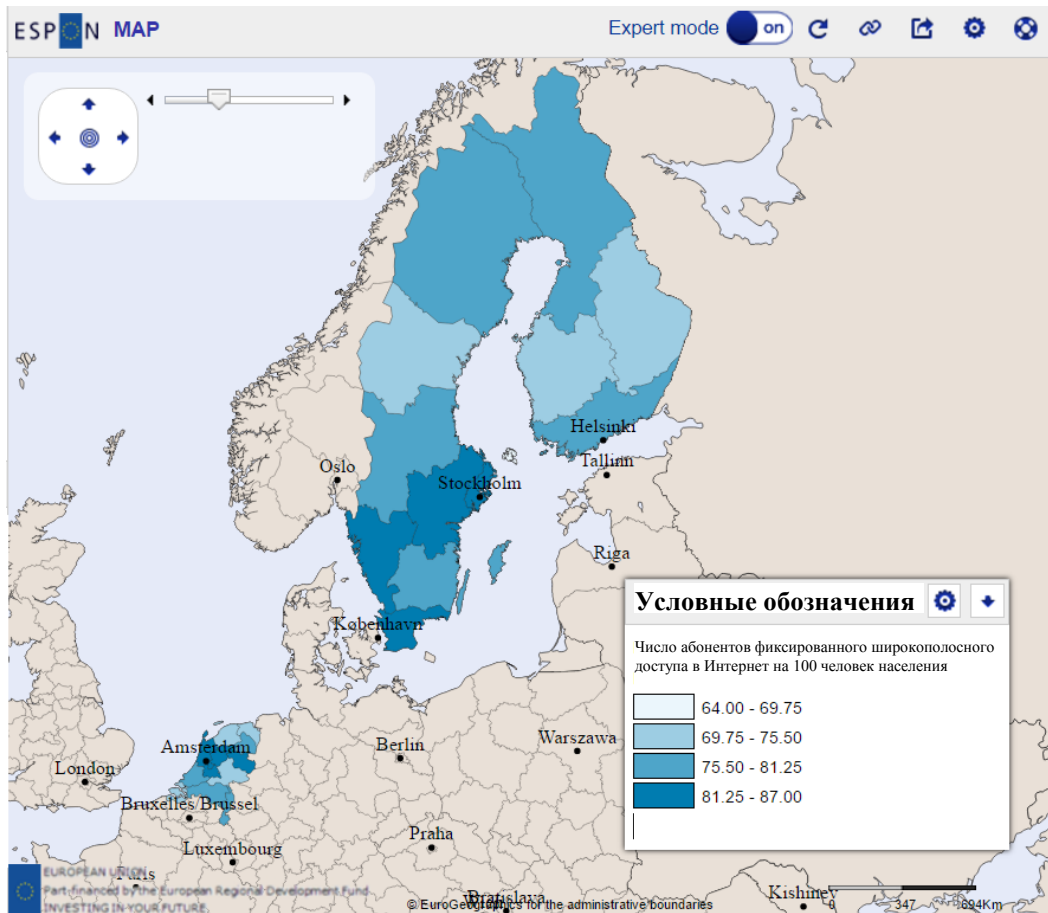 ESPON MAP
Expert mode on
Oslo
Stockholm
Helsinki
Tallinn
Riga
København
Amsterdam
Berlin
Warszawa
London
Bruxelles Brussel
Praha
Luxembourg
Paris
Bratislava
Kishinev
Условные обозначения
Число абонентов фиксированного широкополосного
доступа в Интернет на 100 человек населения
64.00 - 69.75
69.75 - 75.50
75.50 - 81.25
81.25 - 87.00
EUROPEAN UNION
Part-financed by the European Regional Development Fund
INVESTING IN YOUR FUTURE
© EuroGeographics for the administrative boundaries
0 347 694Km